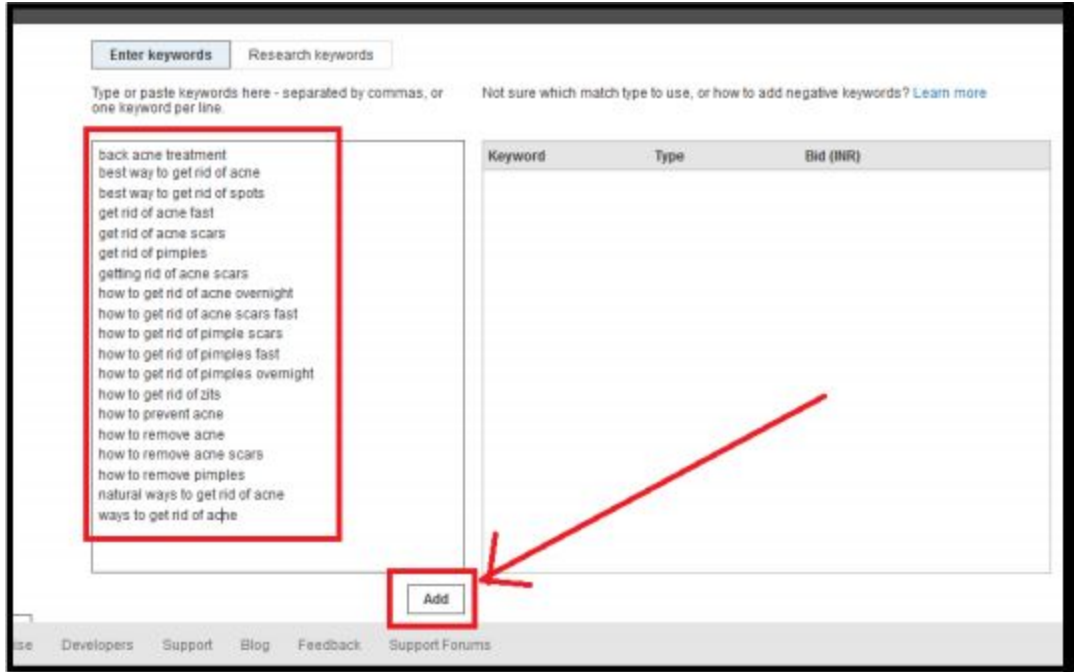 Enter keywords
Research keywords
Type or paste keywords here - separated by commas, or
one keyword per line.
Not sure which match type to use, or how to add negative keywords? Learn more
back acne treatment
best way to get rid of acne
best way to get rid of spots
get rid of acne fast
get rid of acne scars
get rid of pimples
getting rid of acne scars
how to get rid of acne overnight
how to get rid of acne scars fast
how to get rid of pimple scars
how to get rid of pimples fast
how to get rid of pimples overnight
how to get rid of zits
how to prevent acne
how to remove acne
how to remove acne scars
how to remove pimples
natural ways to get rid of acne
ways to get rid of acne
Keyword Type Bid (INR)
Add
Developers Support Blog Feedback Support Forums